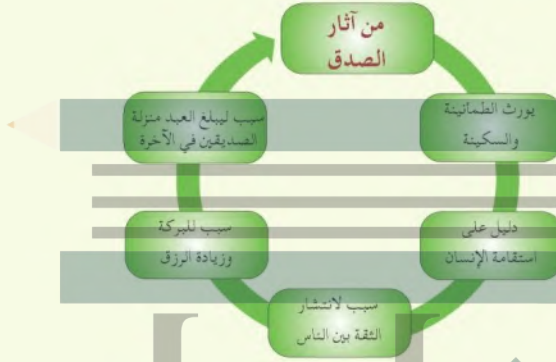 من آثار
الصدق
يورث الطمأنينة
والسكينة
دليل على
استقامة الإنسان
سبب لانتشار
الثقة بين الناس
سبب للبركة
وزيادة الرزق
سبب ليبلغ العبد منزلة
الصديقين في الآخرة